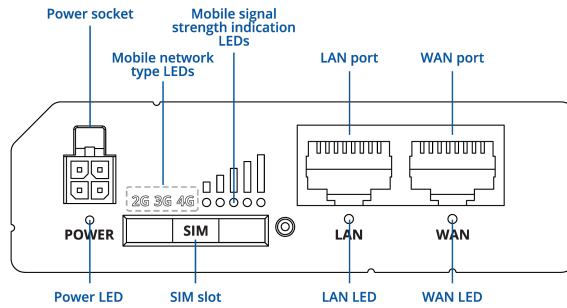 Power socket
Mobile signal
strength indication
LEDs
Mobile network
type LEDs
LAN port
WAN port
2G 3G 4G
POWER
SIM
LAN
WAN
Power LED
SIM slot
LAN LED
WAN LED